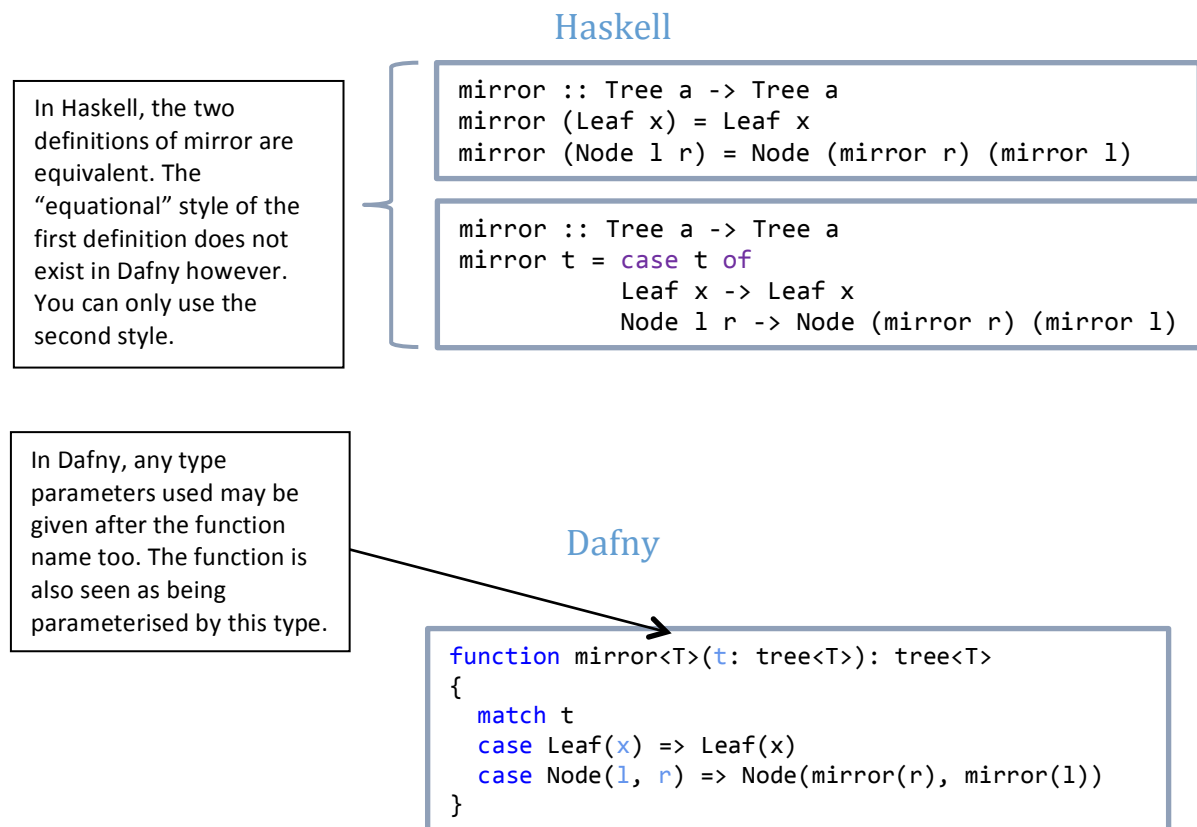 Haskell
In Haskell, the two
definitions of mirror are
equivalent. The
“equational” style of the
first definition does not
exist in Dafny however.
You can only use the
second style.
mirror :: Tree a -> Tree a
mirror (Leaf x) = Leaf x
mirror (Node l r) = Node (mirror r) (mirror l)
mirror :: Tree a -> Tree a
mirror t = case t of
Leaf x -> Leaf x
Node l r -> Node (mirror r) (mirror l)
In Dafny, any type
parameters used may be
given after the function
name too. The function is
also seen as being
parameterised by this type.
Dafny
function mirror<T>(t: tree<T>): tree<T>
{
match t
case Leaf(x) => Leaf(x)
case Node(l, r) => Node(mirror(r), mirror(l))
}